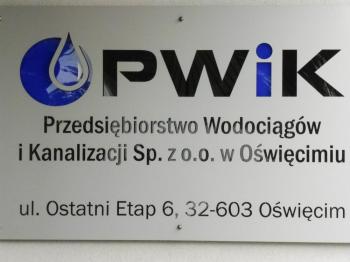 PWiK
Przedsiębiorstwo Wodociągów
i Kanalizacji Sp. z o.o. w Oświęcimiu
ul. Ostatni Etap 6, 32-603 Oświęcim